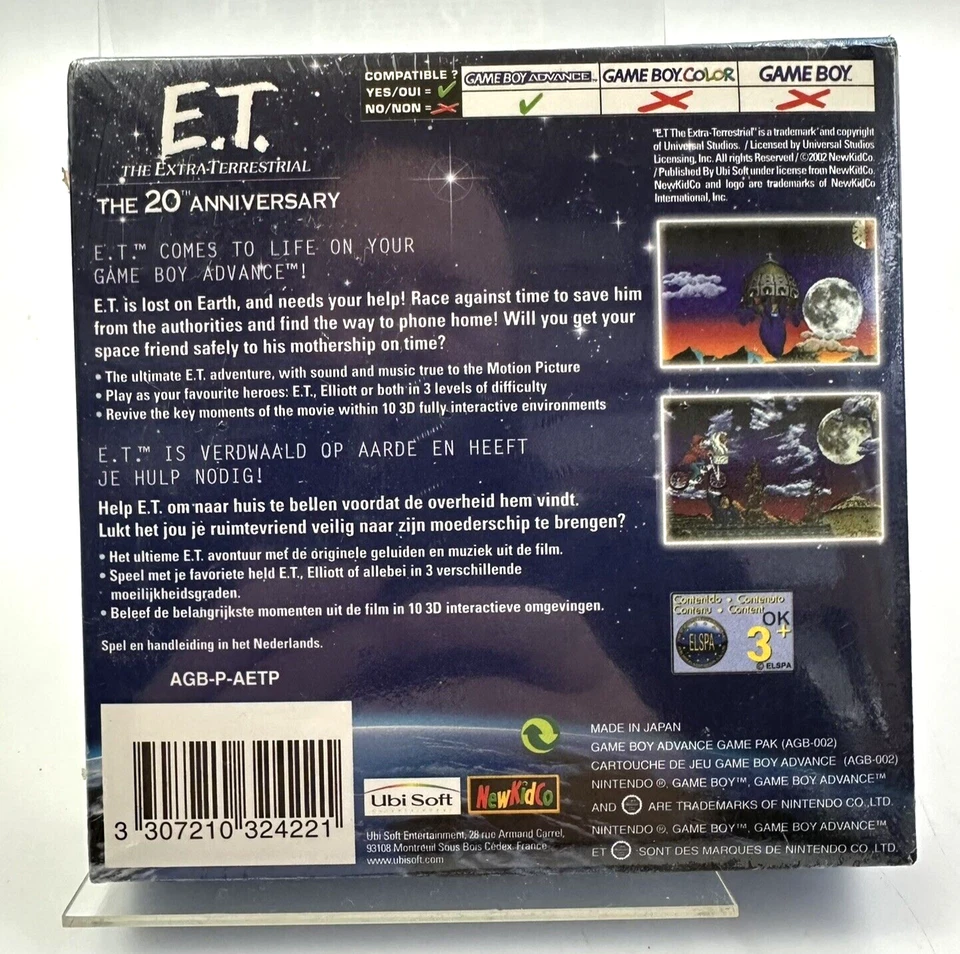 E.T.
THE EXTRA-TERRESTRIAL
THE 20TH ANNIVERSARY
COMPATIBLE ?
YES/OUI =
NO/NON =
GAME BOY ADVANCE™
GAME BOY COLOR
GAME BOY™
"E.T The Extra-Terrestrial" is a trademark and copyright
of Universal Studios. / Licensed by Universal Studios
Licensing, Inc. All rights Reserved / ©2002 NewKidCo.
/ Published By Ubi Soft under license from NewKidCo.
NewKidCo and logo are trademarks of NewKidCo
International, Inc.
E.T.™ COMES TO LIFE ON YOUR
GAME BOY ADVANCE™!
E.T. is lost on Earth, and needs your help! Race against time to save him
from the authorities and find the way to phone home! Will you get your
space friend safely to his mothership on time?
• The ultimate E.T. adventure, with sound and music true to the Motion Picture
• Play as your favourite heroes: E.T., Elliott or both in 3 levels of difficulty
• Revive the key moments of the movie within 10 3D fully interactive environments
E.T.™ IS VERDWAALD OP AARDE EN HEEFT
JE HULP NODIG!
Help E.T. om naar huis te bellen voordat de overheid hem vindt.
Lukt het jou je ruimtevriend veilig naar zijn moederschip te brengen?
• Het ultieme E.T. avontuur met de originele geluiden en muziek uit de film.
• Speel met je favoriete held E.T., Elliott of allebei in 3 verschillende
moeilijkheidsgraden.
• Beleef de belangrijkste momenten uit de film in 10 3D interactieve omgevingen.
Spel en handleiding in het Nederlands.
AGB-P-AETP
Contenido • Contenuto
Contenu • Content
OK
ELSPA
3+
© ELSPA
3 307210 324221
Ubi Soft
ENTERTAINMENT
NewKidCo
Ubi Soft Entertainment, 28 rue Armand Carrel,
93108 Montreuil Sous Bois Cédex. France
www.ubisoft.com
MADE IN JAPAN
GAME BOY ADVANCE GAME PAK (AGB-002)
CARTOUCHE DE JEU GAME BOY ADVANCE (AGB-002)
NINTENDO ®, GAME BOY™, GAME BOY ADVANCE™
AND ARE TRADEMARKS OF NINTENDO CO.,LTD.
NINTENDO ®, GAME BOY™, GAME BOY ADVANCE™
ET SONT DES MARQUES DE NINTENDO CO.,LTD.